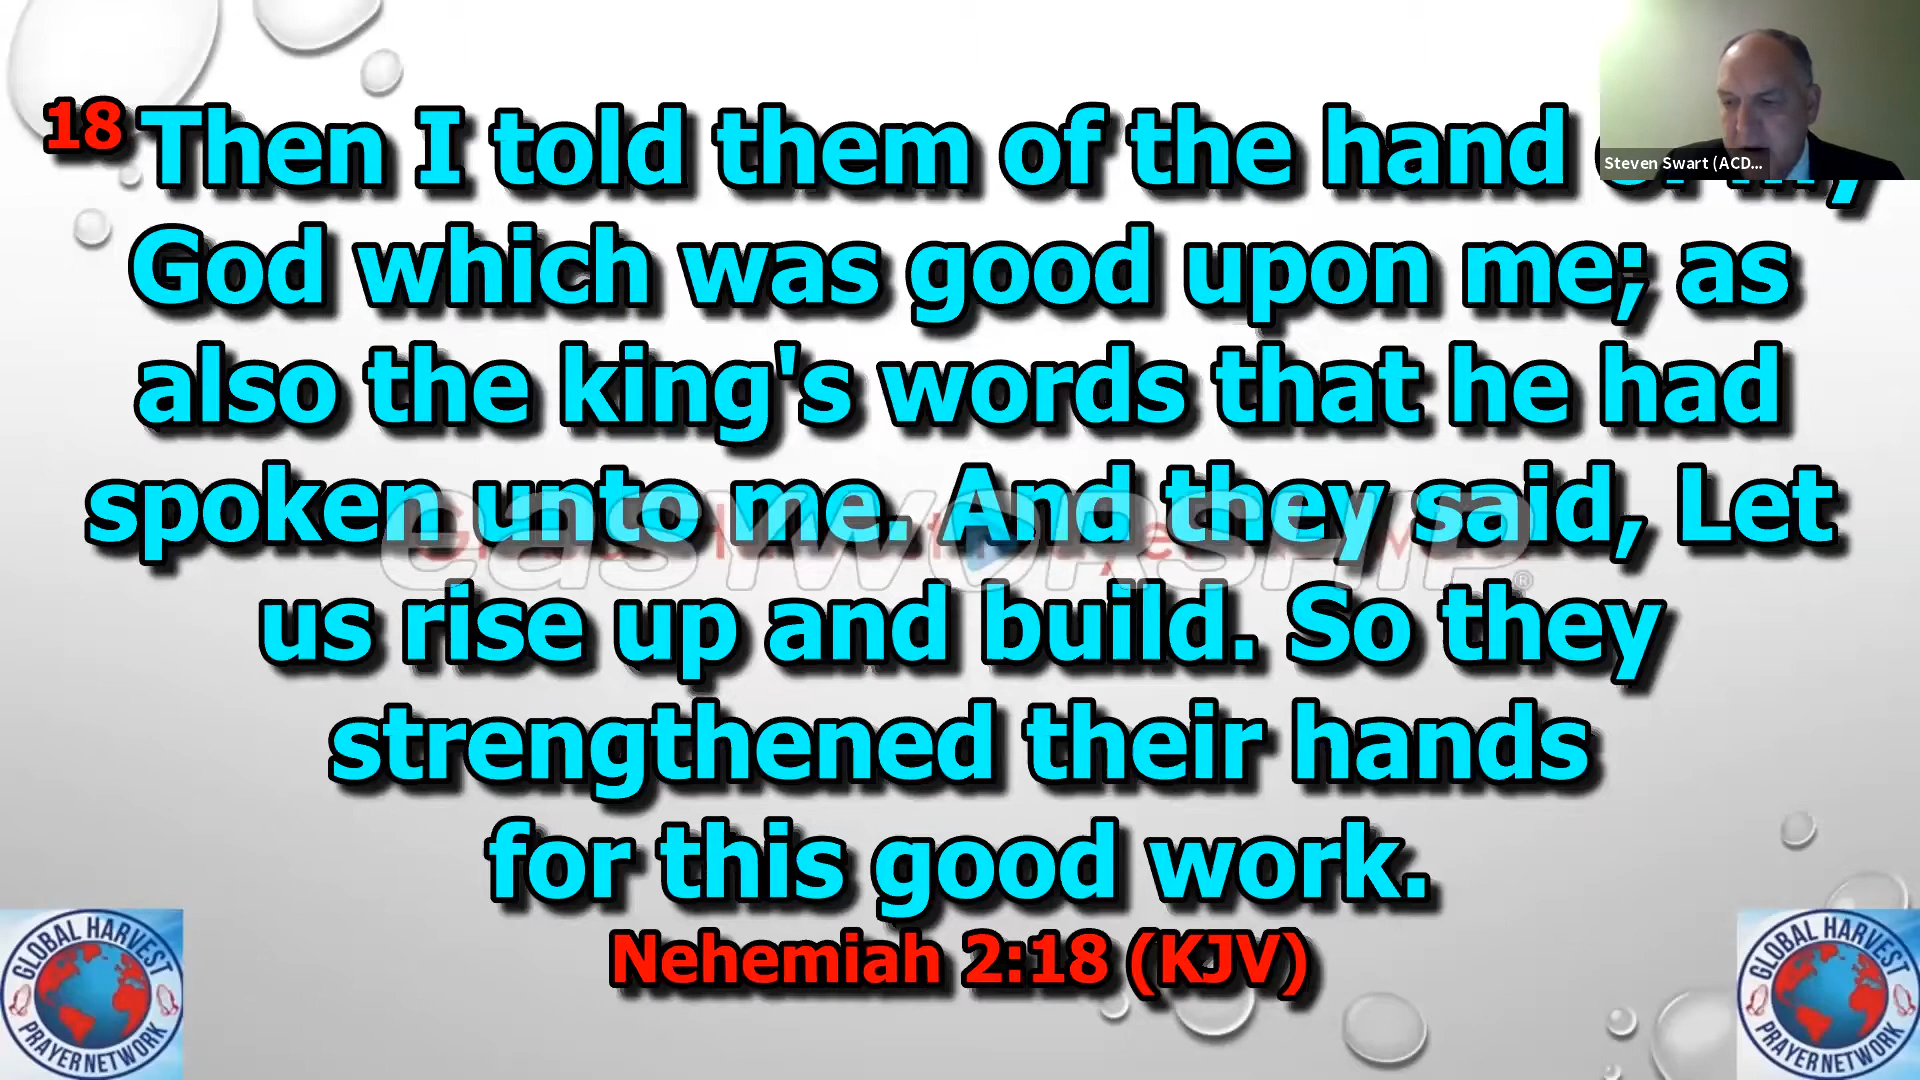 18 Then I told them of the hand
God which was good upon me; as
also the king's words that he had
spoken unto me. And they said, Let
us rise up and build. So they
strengthened their hands
for this good work.
Nehemiah 2:18 (KJV)
Steven Swart (ACD...
easyworship®
GLOBAL HARVEST
PRAYER NETWORK
GLOBAL HARVEST
PRAYER NETWORK